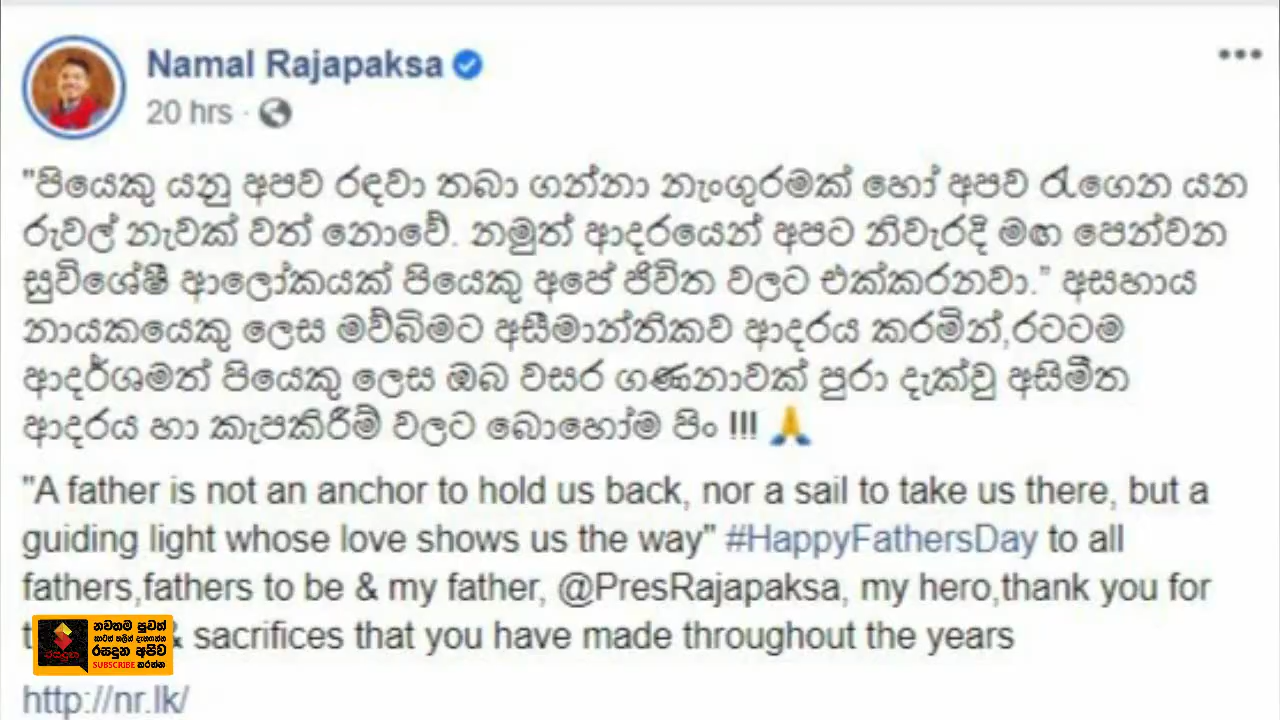 Namal Rajapaksa
20 hrs ·
"පියෙකු යනු අපව රඳවා තබා ගන්නා නැංගුරමක් හෝ අපව රැගෙන යන
රුවල් නැවක් වත් නොවේ. නමුත් ආදරයෙන් අපට නිවැරදි මඟ පෙන්වන
සුවිශේෂී ආලෝකයක් පියෙකු අපේ ජීවිත වලට එක්කරනවා." අසහාය
නායකයෙකු ලෙස මව්බිමට අසීමාන්තිකව ආදරය කරමින්,රටටම
ආදර්ශමත් පියෙකු ලෙස ඔබ වසර ගණනාවක් පුරා දැක්වූ අසිමීත
ආදරය හා කැපකිරීම් වලට බොහෝම පිං !!! 🙏
"A father is not an anchor to hold us back, nor a sail to take us there, but a
guiding light whose love shows us the way" #HappyFathersDay to all
fathers,fathers to be & my father, @PresRajapaksa, my hero,thank you for
& sacrifices that you have made throughout the years
http://nr.lk/
නවතම පුවත්
රසදුන අපිව
SUBSCRIBE කරන්න
රසදුන